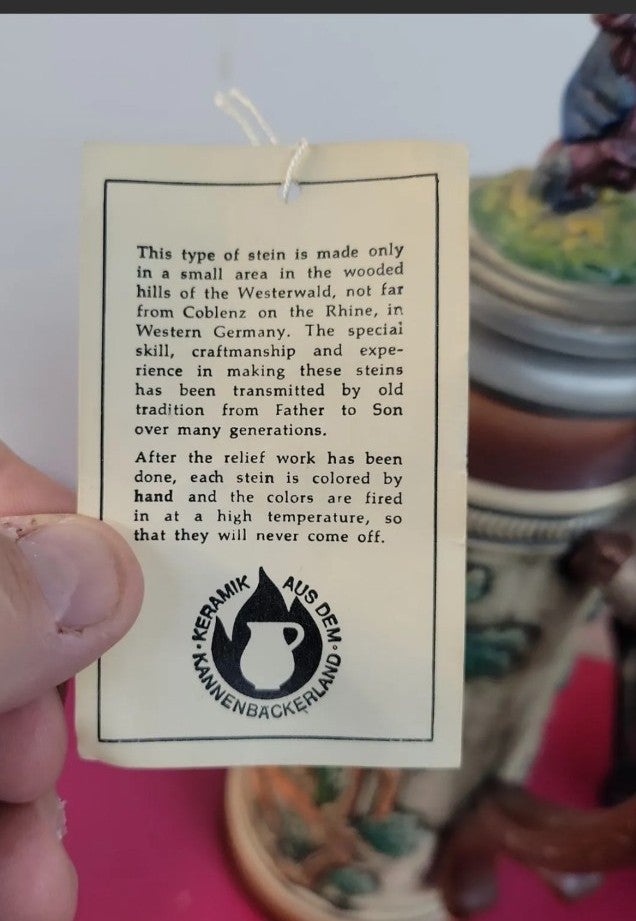 This type of stein is made only
in a small area in the wooded
hills of the Westerwald, not far
from Coblenz on the Rhine, in
Western Germany. The special
skill, craftmanship and expe-
rience in making these steins
has been transmitted by old
tradition from Father to Son
over many generations.
After the relief work has been
done, each stein is colored by
hand and the colors are fired
in at a high temperature, so
that they will never come off.
· KERAMIK AUS DEM ·
KANNENBÄCKERLAND